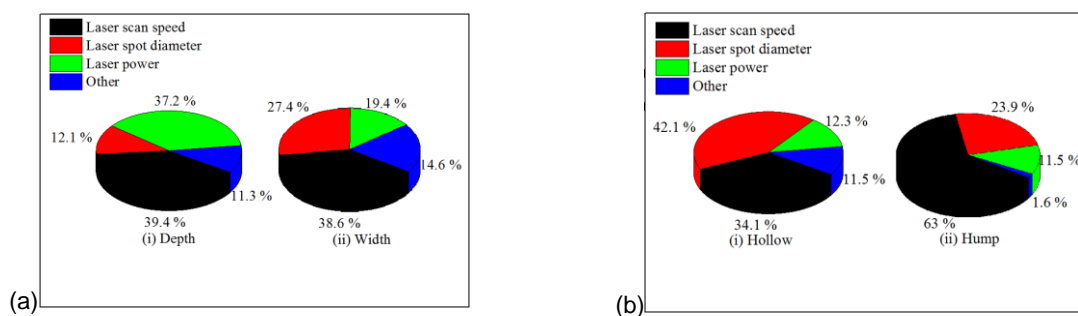 Laser scan speed
Laser spot diameter
Laser power
Other
37.2 %
12.1 %
11.3 %
39.4 %
(i) Depth
27.4 %
19.4 %
14.6 %
38.6 %
(ii) Width
(a)
Laser scan speed
Laser spot diameter
Laser power
Other
42.1 %
12.3 %
11.5 %
34.1 %
(i) Hollow
23.9 %
11.5 %
1.6 %
63 %
(ii) Hump
(b)